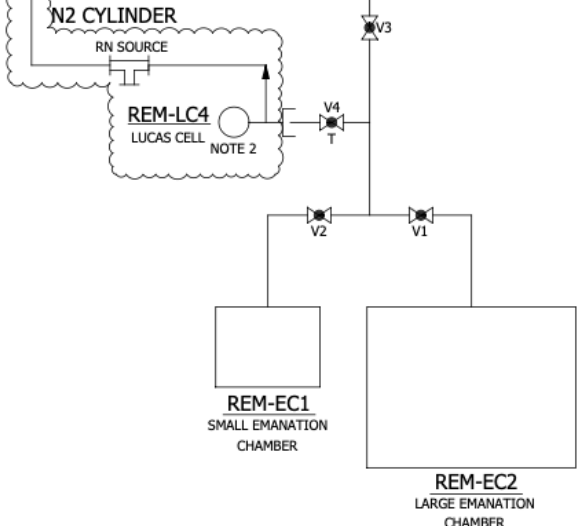 N2 CYLINDER
V3
RN SOURCE
REM-LC4
LUCAS CELL
NOTE 2
V4
T
V2
V1
REM-EC1
SMALL EMANATION
CHAMBER
REM-EC2
LARGE EMANATION
CHAMBER